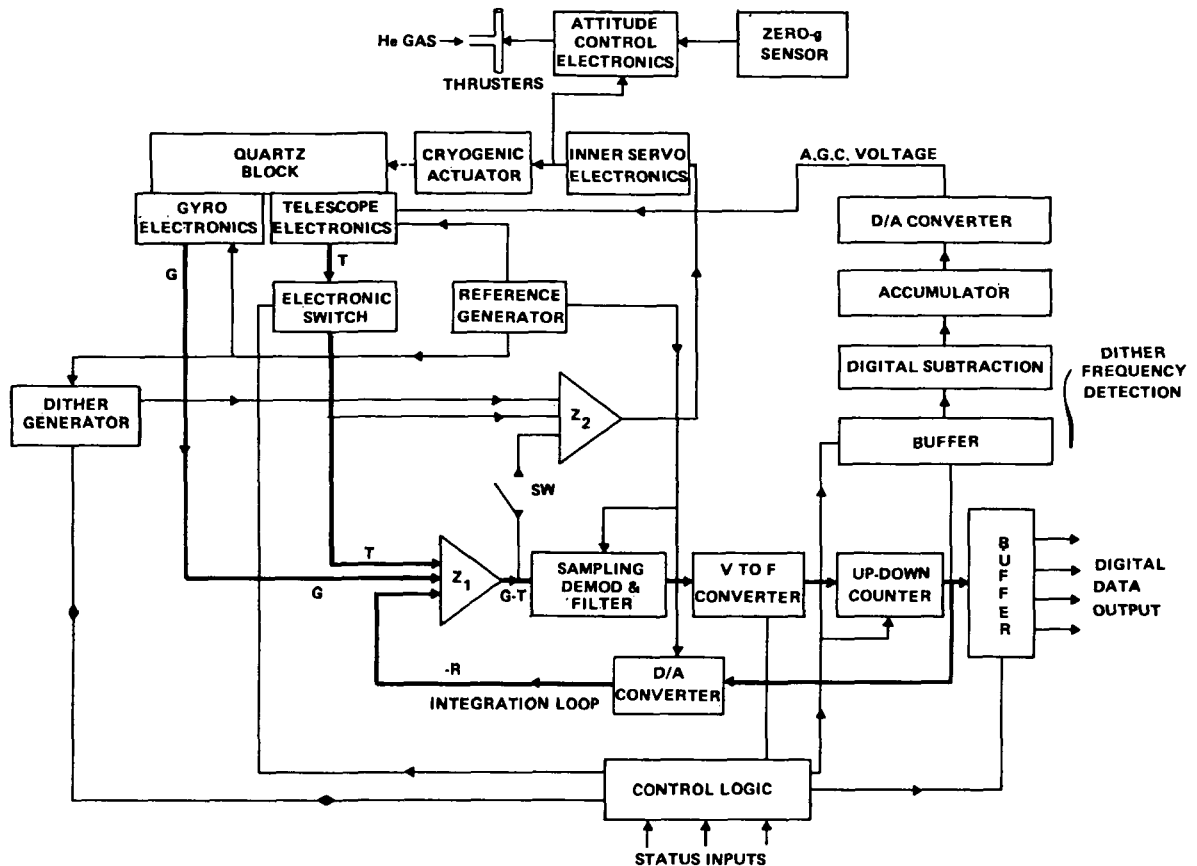 ATTITUDE
CONTROL
ELECTRONICS
ZERO-g
SENSOR
He GAS
THRUSTERS
QUARTZ
BLOCK
CRYOGENIC
ACTUATOR
INNER SERVO
ELECTRONICS
A.G.C. VOLTAGE
GYRO
ELECTRONICS
TELESCOPE
ELECTRONICS
D/A CONVERTER
G
T
ELECTRONIC
SWITCH
REFERENCE
GENERATOR
ACCUMULATOR
DIGITAL SUBTRACTION
DITHER
FREQUENCY
DETECTION
DITHER
GENERATOR
Z2
BUFFER
SW
T
G
Z1
G-T
SAMPLING
DEMOD &
FILTER
V TO F
CONVERTER
UP-DOWN
COUNTER
BUFFER
DIGITAL
DATA
OUTPUT
-R
INTEGRATION LOOP
D/A
CONVERTER
CONTROL LOGIC
STATUS INPUTS